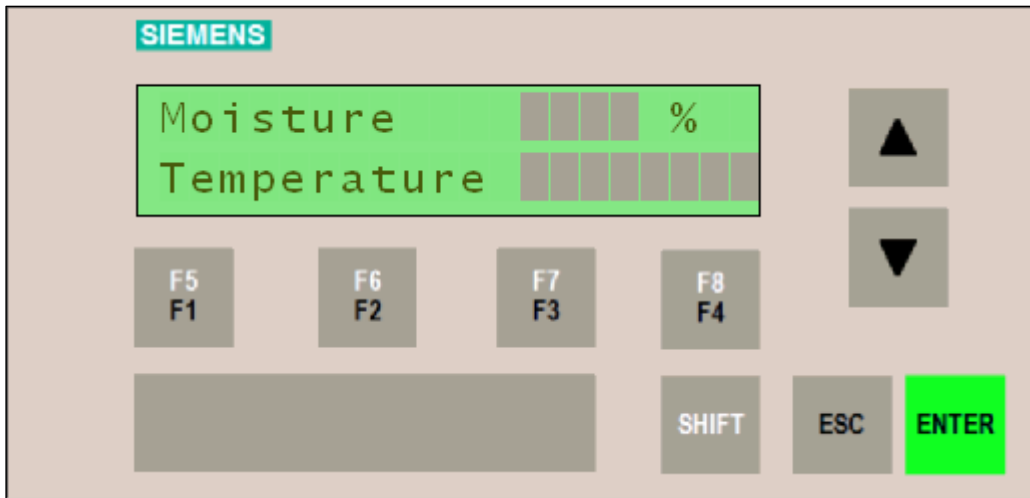 SIEMENS
Moisture %
Temperature
▲
▼
F5 F6 F7 F8
F1 F2 F3 F4
SHIFT ESC ENTER